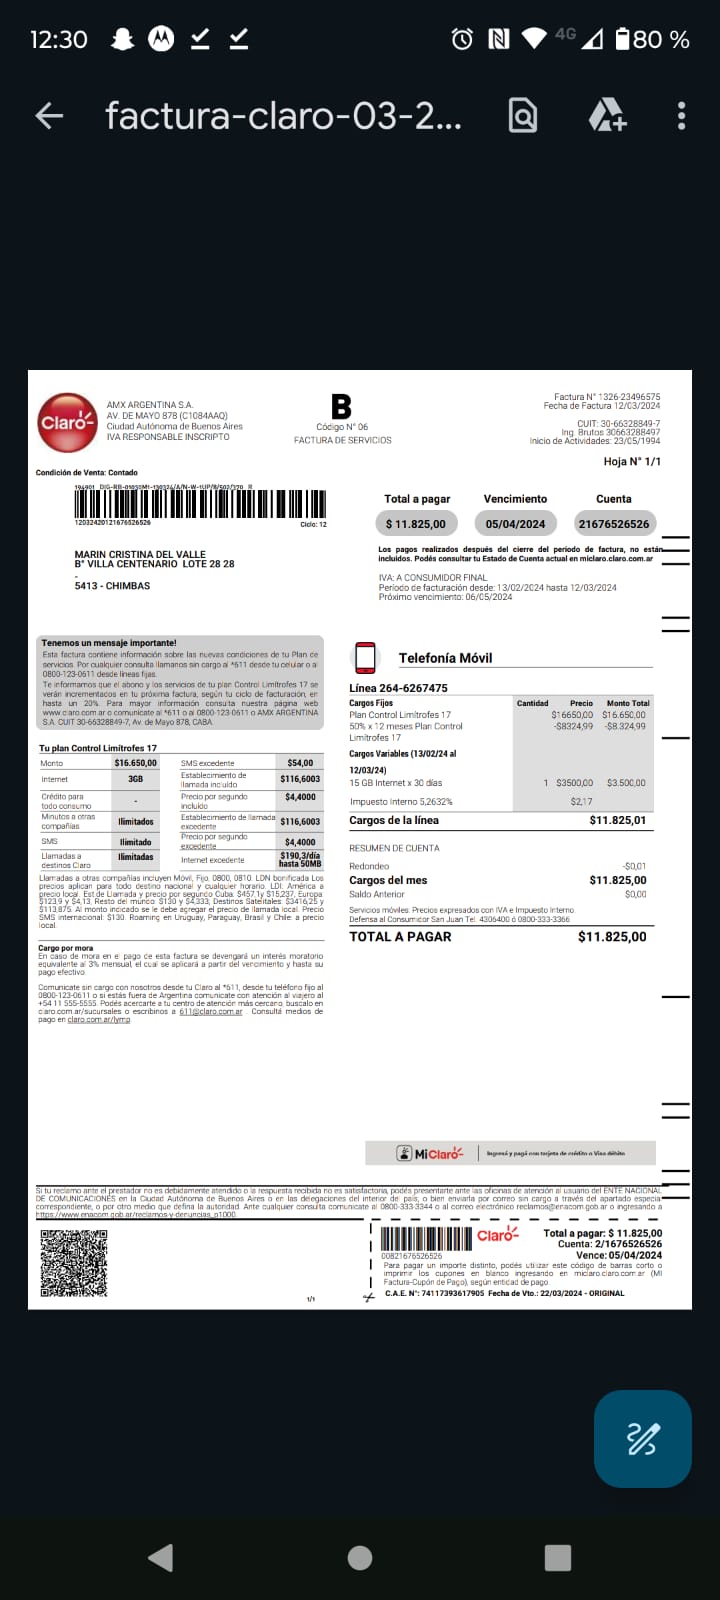 12:30
4G
80 %
factura-claro-03-2...
Claro
AMX ARGENTINA S.A.
AV. DE MAYO 878 (C1084AAQ)
Ciudad Autónoma de Buenos Aires
IVA RESPONSABLE INSCRIPTO
B
Código N° 06
FACTURA DE SERVICIOS
Factura N° 1326-23496575
Fecha de Factura 12/03/2024
CUIT: 30-66328849-7
Ing. Brutos 30663288497
Inicio de Actividades: 23/05/1994
Hoja N° 1/1
Condición de Venta: Contado
12032420121676526526
Ciclo: 12
MARIN CRISTINA DEL VALLE
B° VILLA CENTENARIO LOTE 28 28
-
5413 - CHIMBAS
Total a pagar Vencimiento Cuenta
$ 11.825,00 05/04/2024 21676526526
Los pagos realizados después del cierre del período de factura, no están
incluidos. Podés consultar tu Estado de Cuenta actual en miclaro.claro.com.ar
IVA: A CONSUMIDOR FINAL
Período de facturación desde: 13/02/2024 hasta 12/03/2024
Próximo vencimiento: 06/05/2024
Tenemos un mensaje importante!
Esta factura contiene información sobre las nuevas condiciones de tu Plan de
servicios. Por cualquier consulta llamanos sin cargo al *611 desde tu celular o al
0800-123-0611 desde líneas fijas.
Te informamos que el abono y los servicios de tu plan Control Limítrofes 17 se
verán incrementados en tu próxima factura, según tu ciclo de facturación, en
hasta un 20%. Para mayor información consultá nuestra página web
www.claro.com.ar o comunicate al *611 o al 0800-123-0611 o AMX ARGENTINA
S.A. CUIT 30-66328849-7, Av. de Mayo 878, CABA.
Tu plan Control Limítrofes 17
Monto $16.650,00 SMS excedente $54,00
Internet 3GB Establecimiento de llamada incluido $116,6003
Crédito para todo consumo - Precio por segundo incluido $4,4000
Minutos a otras compañías Ilimitados Establecimiento de llamada excedente $116,6003
SMS Ilimitado Precio por segundo excedente $4,4000
Llamadas a destinos Claro Ilimitadas Internet excedente $190,3/día hasta 50MB
Llamadas a otras compañías incluyen Móvil, Fijo. 0800, 0810. LDN bonificada Los
precios aplican para todo destino nacional y cualquier horario. LDI: América a
precio local. Est de Llamada y precio por segundo Cuba: $457,1y $15,237, Europa:
$123,9 y $4,13, Resto del mundo: $130 y $4,333; Destinos Satelitales: $3416,25 y
$113,875. Al monto indicado se le debe agregar el precio de llamada local. Precio
SMS internacional: $130. Roaming en Uruguay, Paraguay, Brasil y Chile: a precio
local.
Cargo por mora
En caso de mora en el pago de esta factura se devengará un interés moratorio
equivalente al 3% mensual, el cual se aplicará a partir del vencimiento y hasta su
pago efectivo.
Comunicate sin cargo con nosotros desde tu Claro al *611, desde tu teléfono fijo al
0800-123-0611 o si estás fuera de Argentina comunicate con atención al viajero al
+54 11 555-5555. Podés acercarte a tu centro de atención más cercano, buscalo en
claro.com.ar/sucursales o escribinos a 611@claro.com.ar . Consultá medios de
pago en claro.com.ar/lymp
Telefonía Móvil
Línea 264-6267475
Cargos Fijos Cantidad Precio Monto Total
Plan Control Limítrofes 17 $16650,00 $16.650,00
50% x 12 meses Plan Control -$8324,99 -$8.324,99
Limítrofes 17
Cargos Variables (13/02/24 al
12/03/24)
15 GB Internet x 30 días 1 $3500,00 $3.500,00
Impuesto Interno 5,2632% $2,17
Cargos de la línea $11.825,01
RESUMEN DE CUENTA
Redondeo -$0,01
Cargos del mes $11.825,00
Saldo Anterior $0,00
Servicios móviles: Precios expresados con IVA e Impuesto Interno.
Defensa al Consumicor San Juan Tel. 4306400 ó 0800-333-3366
TOTAL A PAGAR $11.825,00
MiClaro
Ingresá y pagá con tarjeta de crédito o Visa débito
Si tu reclamo ante el prestador no es debidamente atendido o la respuesta recibida no es satisfactoria, podés presentarte ante las oficinas de atención al usuario del ENTE NACIONAL
DE COMUNICACIONES en la Ciudad Autónoma de Buenos Aires o en las delegaciones del interior de país; o bien enviarla por correo sin cargo a través del apartado especial
correspondiente, o por otro medio que defina la autoridad. Ante cualquier consulta comunicate al 0800-333-3344 o al correo electrónico reclamos@enacom.gob.ar o ingresando a
https://www.enacom.gob.ar/reclamos-y-denuncias_p1000.
Claro
00821676526526
Total a pagar: $ 11.825,00
Cuenta: 2/1676526526
Vence: 05/04/2024
Para pagar un importe distinto, podés utilizar este código de barras corto o
imprimir los cupones en blanco ingresando en miclaro.claro.com.ar (Mi
Factura-Cupón de Pago), según entidad de pago.
C.A.E. N°: 74117393617905 Fecha de Vto.: 22/03/2024 - ORIGINAL
1/1